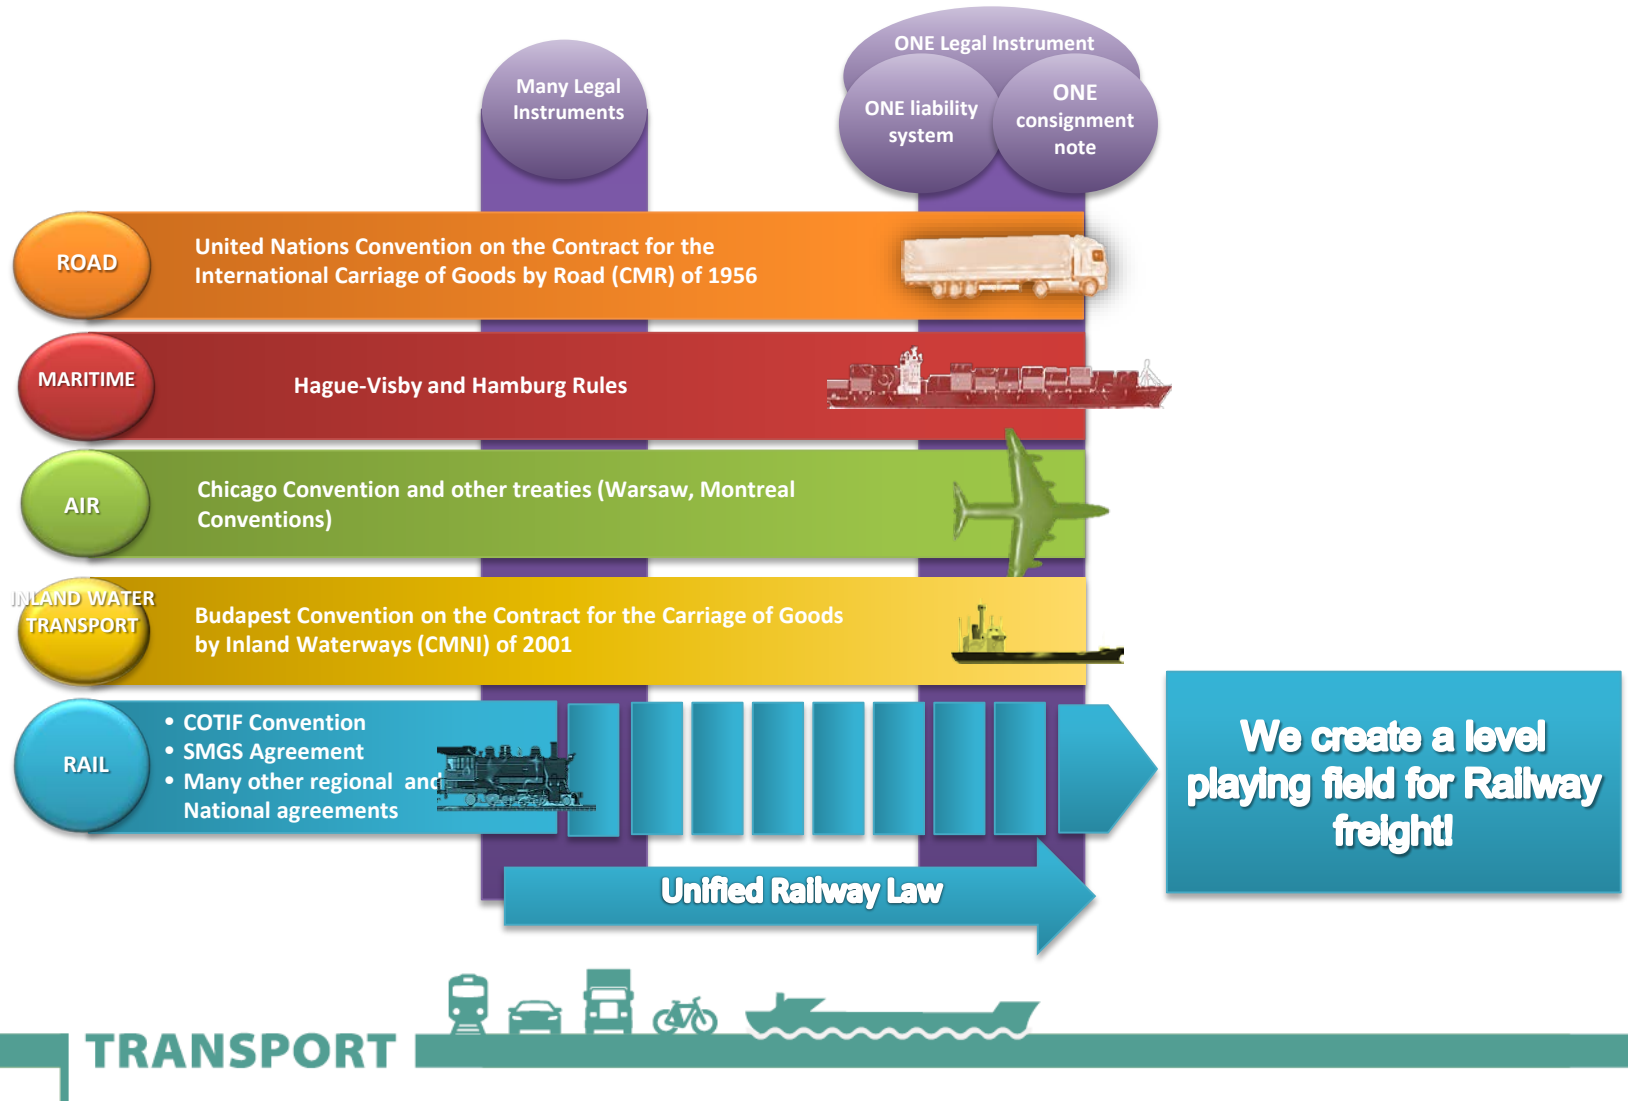 ONE Legal Instrument
Many Legal
Instruments
ONE liability
system
ONE
consignment
note
ROAD
United Nations Convention on the Contract for the
International Carriage of Goods by Road (CMR) of 1956
MARITIME
Hague-Visby and Hamburg Rules
AIR
Chicago Convention and other treaties (Warsaw, Montreal
Conventions)
INLAND WATER
TRANSPORT
Budapest Convention on the Contract for the Carriage of Goods
by Inland Waterways (CMNI) of 2001
RAIL
• COTIF Convention
• SMGS Agreement
• Many other regional and
National agreements
We create a level
playing field for Railway
freight!
Unified Railway Law
TRANSPORT